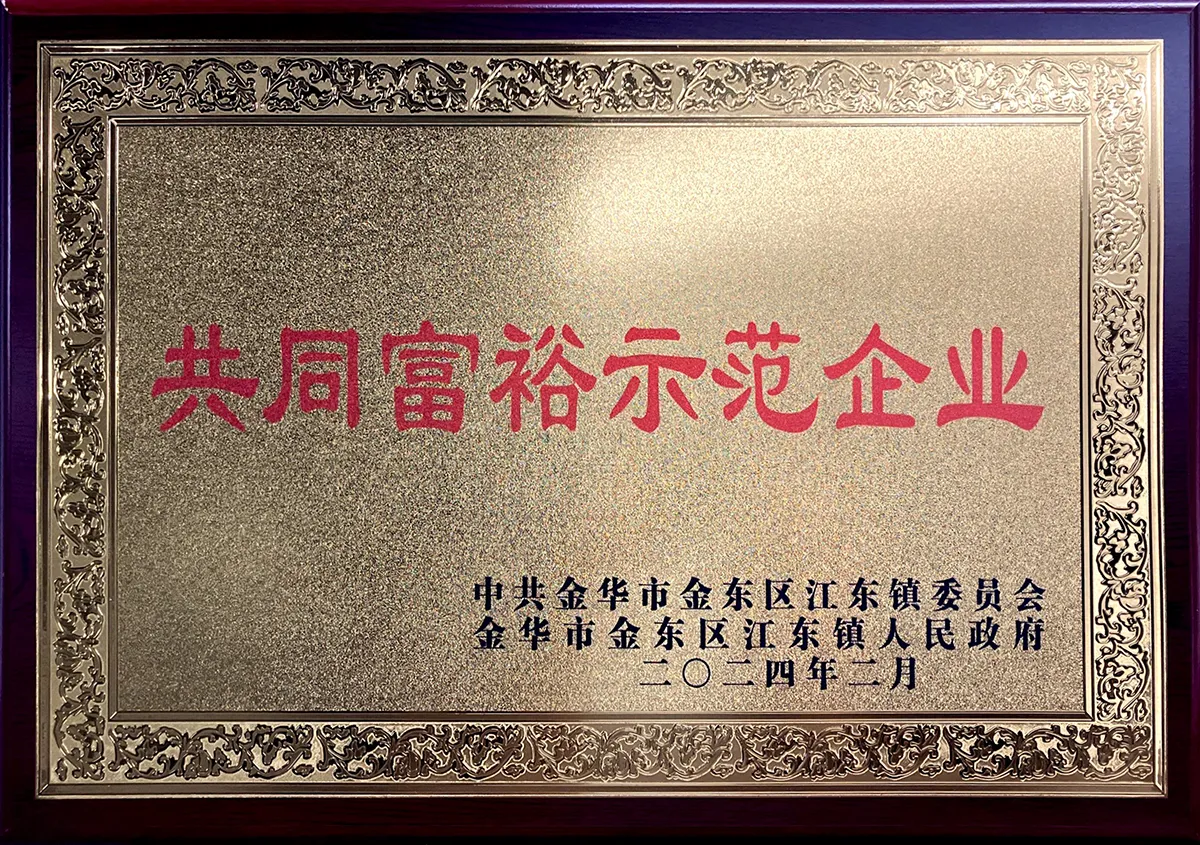 共同富裕示范企业
中共金华市金东区江东镇委员会
金华市金东区江东镇人民政府
二〇二四年二月